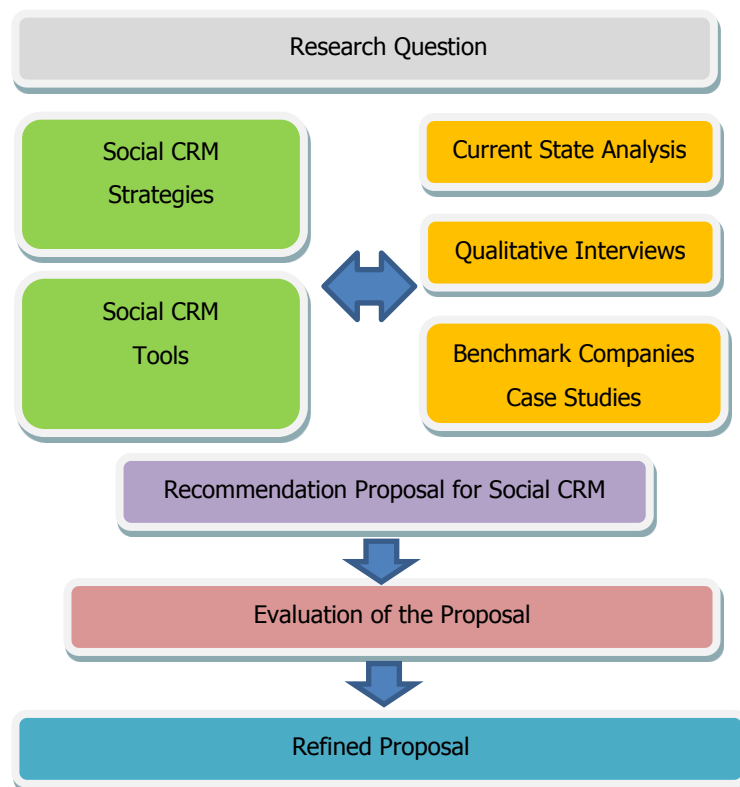 Research Question
Social CRM
Strategies
Social CRM
Tools
Current State Analysis
Qualitative Interviews
Benchmark Companies
Case Studies
Recommendation Proposal for Social CRM
Evaluation of the Proposal
Refined Proposal